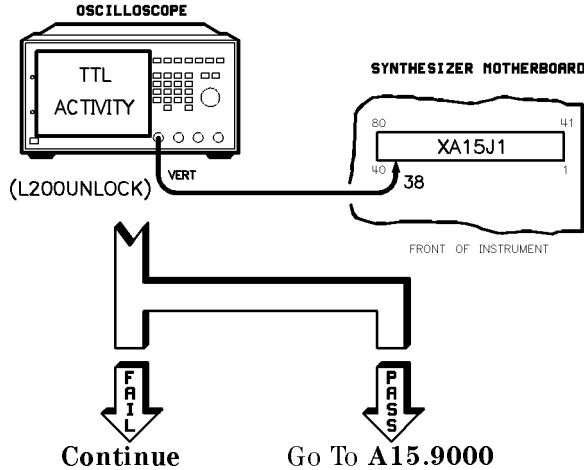 OSCILLOSCOPE
TTL
ACTIVITY
SYNTHESIZER MOTHERBOARD
80
41
XA15J1
40
1
VERT
38
(L200UNLOCK)
FRONT OF INSTRUMENT
FAIL
PASS
Continue
Go To A15.9000